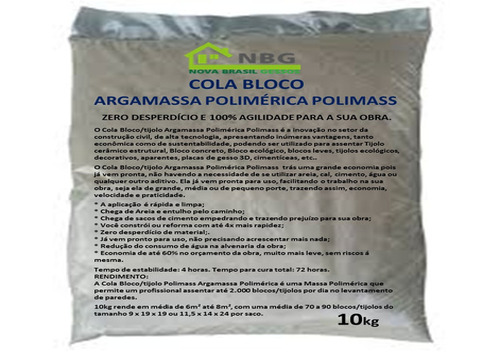 NBG
NOVA BRASIL GESSOS
COLA BLOCO
ARGAMASSA POLIMÉRICA POLIMASS
ZERO DESPERDÍCIO E 100% AGILIDADE PARA A SUA OBRA.
O Cola Bloco/tijolo Argamassa Polimérica Polimass é a inovação no setor da
construção civil, de alta tecnologia, apresentando inúmeras vantagens, tanto
econômica como de sustentabilidade, podendo ser utilizado para assentar Tijolo
cerâmico estrutural, Bloco concreto, Bloco ecológico, blocos leves, tijolos ecológicos,
decorativos, aparentes, placas de gesso 3D, cimentíceas, etc..
O Cola Bloco/tijolo Argamassa Polimérica Polimass trás uma grande economia pois
já vem pronta, não havendo a necessidade de se utilizar areia, cal, cimento, água ou
qualquer outro aditivo. Ela já vem pronta para uso, facilitando o trabalho na sua
obra, seja ela de grande, média ou de pequeno porte, trazendo assim, economia,
velocidade e praticidade.
* A aplicação é rápida e limpa;
* Chega de Areia e entulho pelo caminho;
* Chega de sacos de cimento empedrando e trazendo prejuízo para sua obra;
* Você constrói ou reforma com até 4x mais rapidez;
* Zero desperdício de material;.
* Já vem pronto para uso, não precisando acrescentar mais nada;
* Redução do consumo de água na alvenaria da obra;
* Economia de até 60% no orçamento da obra, muito mais leve, sem riscos á
mesma.
Tempo de estabilidade: 4 horas. Tempo para cura total: 72 horas.
RENDIMENTO:
A Cola Bloco/tijolo Polimass Argamassa Polimérica é uma Massa Polimérica que
permite um profissional assentar até 2.000 blocos/tijolos por dia no levantamento
de paredes.
10kg rende em média de 6m² até 8m², com uma média de 70 a 90 blocos/tijolos do
tamanho 9 x 19 x 19 ou 11,5 x 14 x 24 por saco.
10kg